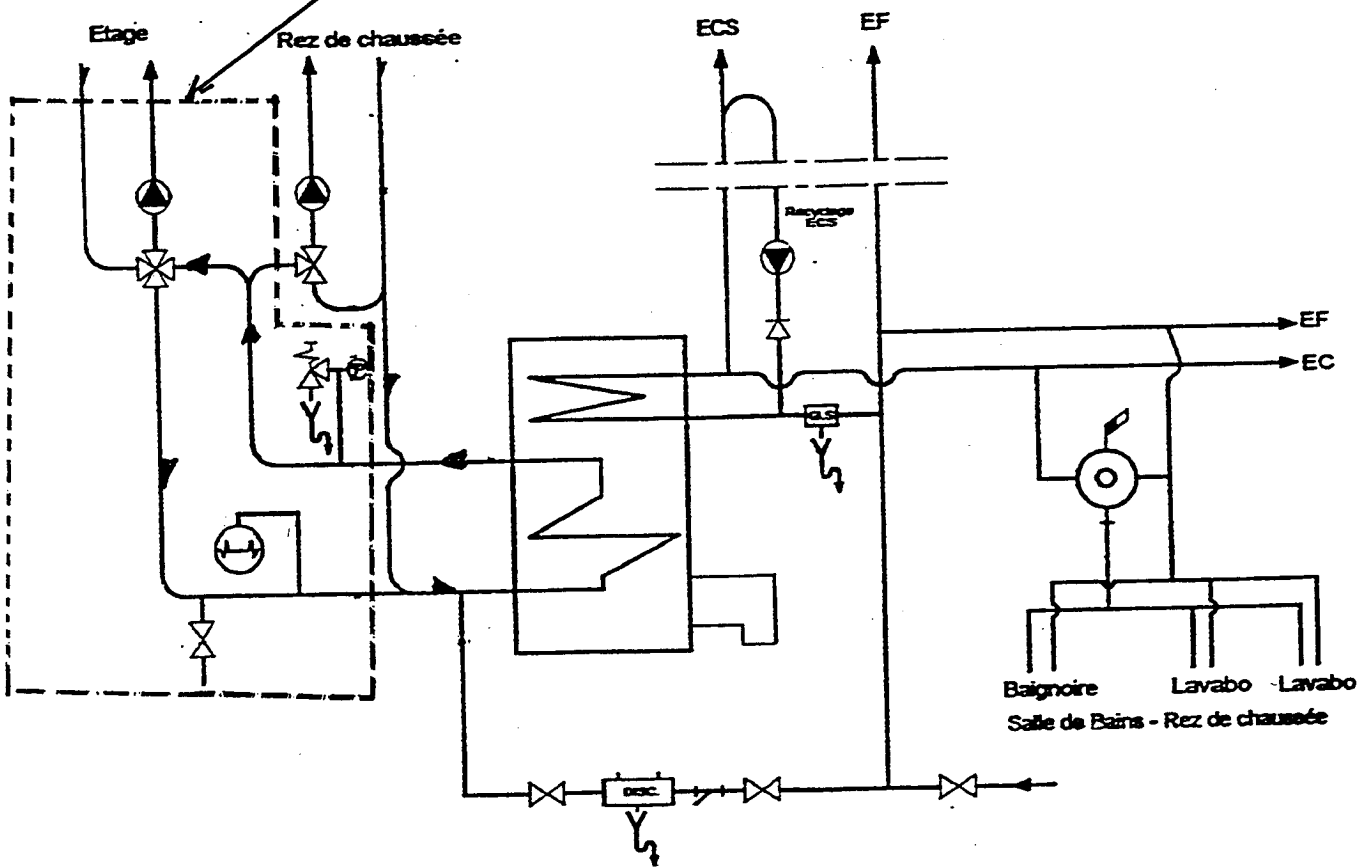 Etage
Rez de chaussée
ECS
EF
Recyclage
ECS
EF
EC
G.L.S
Baignoire
Lavabo
Lavabo
Salle de Bains - Rez de chaussée
DISC.